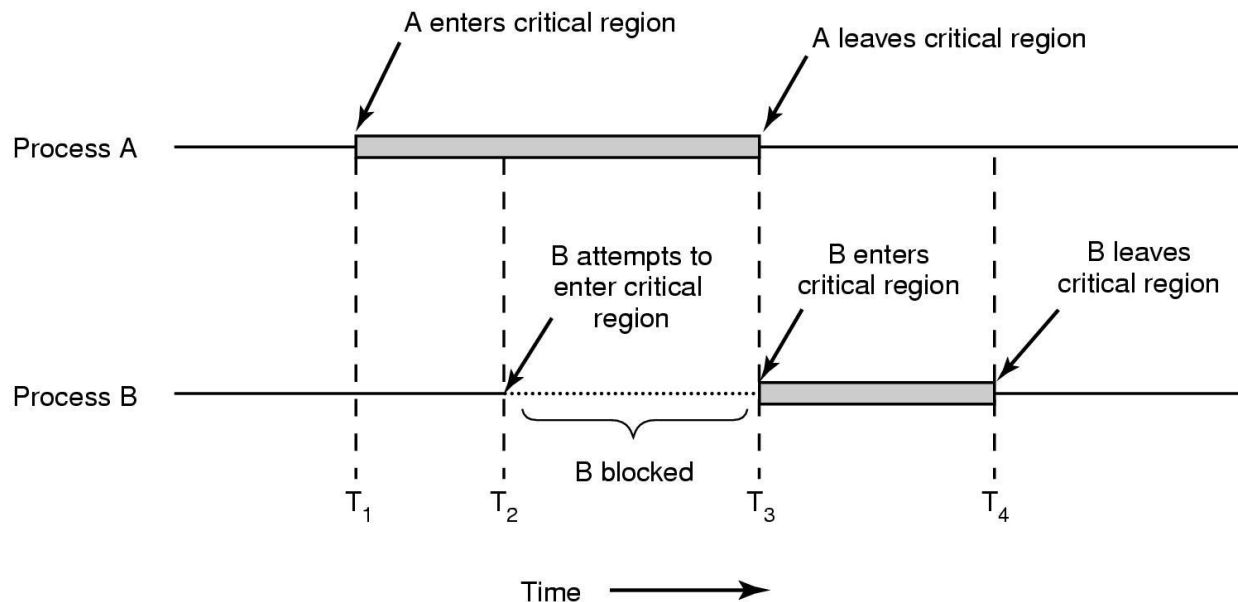 A enters critical region
A leaves critical region
Process A
B attempts to
enter critical
region
B enters
critical region
B leaves
critical region
Process B
B blocked
T1
T2
T3
T4
Time